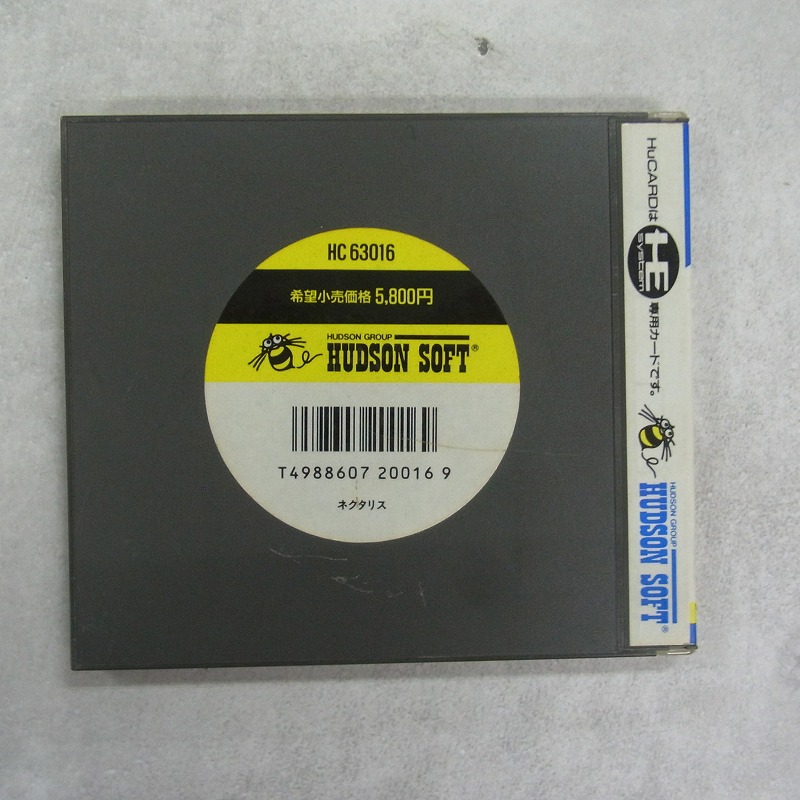 HC 63016
希望小売価格 5,800円
HUDSON GROUP
HUDSON SOFT®
T4988607 20016 9
ネクタリス
HuCARDは HE system 専用カードです。
HUDSON GROUP
HUDSON SOFT®